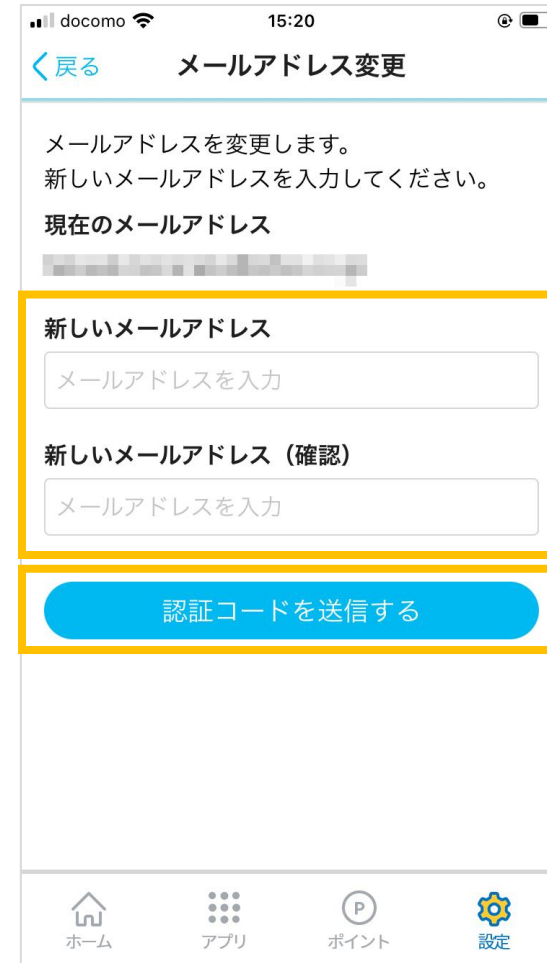 docomo 15:20
戻る メールアドレス変更
メールアドレスを変更します。
新しいメールアドレスを入力してください。
現在のメールアドレス
新しいメールアドレス
メールアドレスを入力
新しいメールアドレス（確認）
メールアドレスを入力
認証コードを送信する
P
ホーム アプリ ポイント 設定